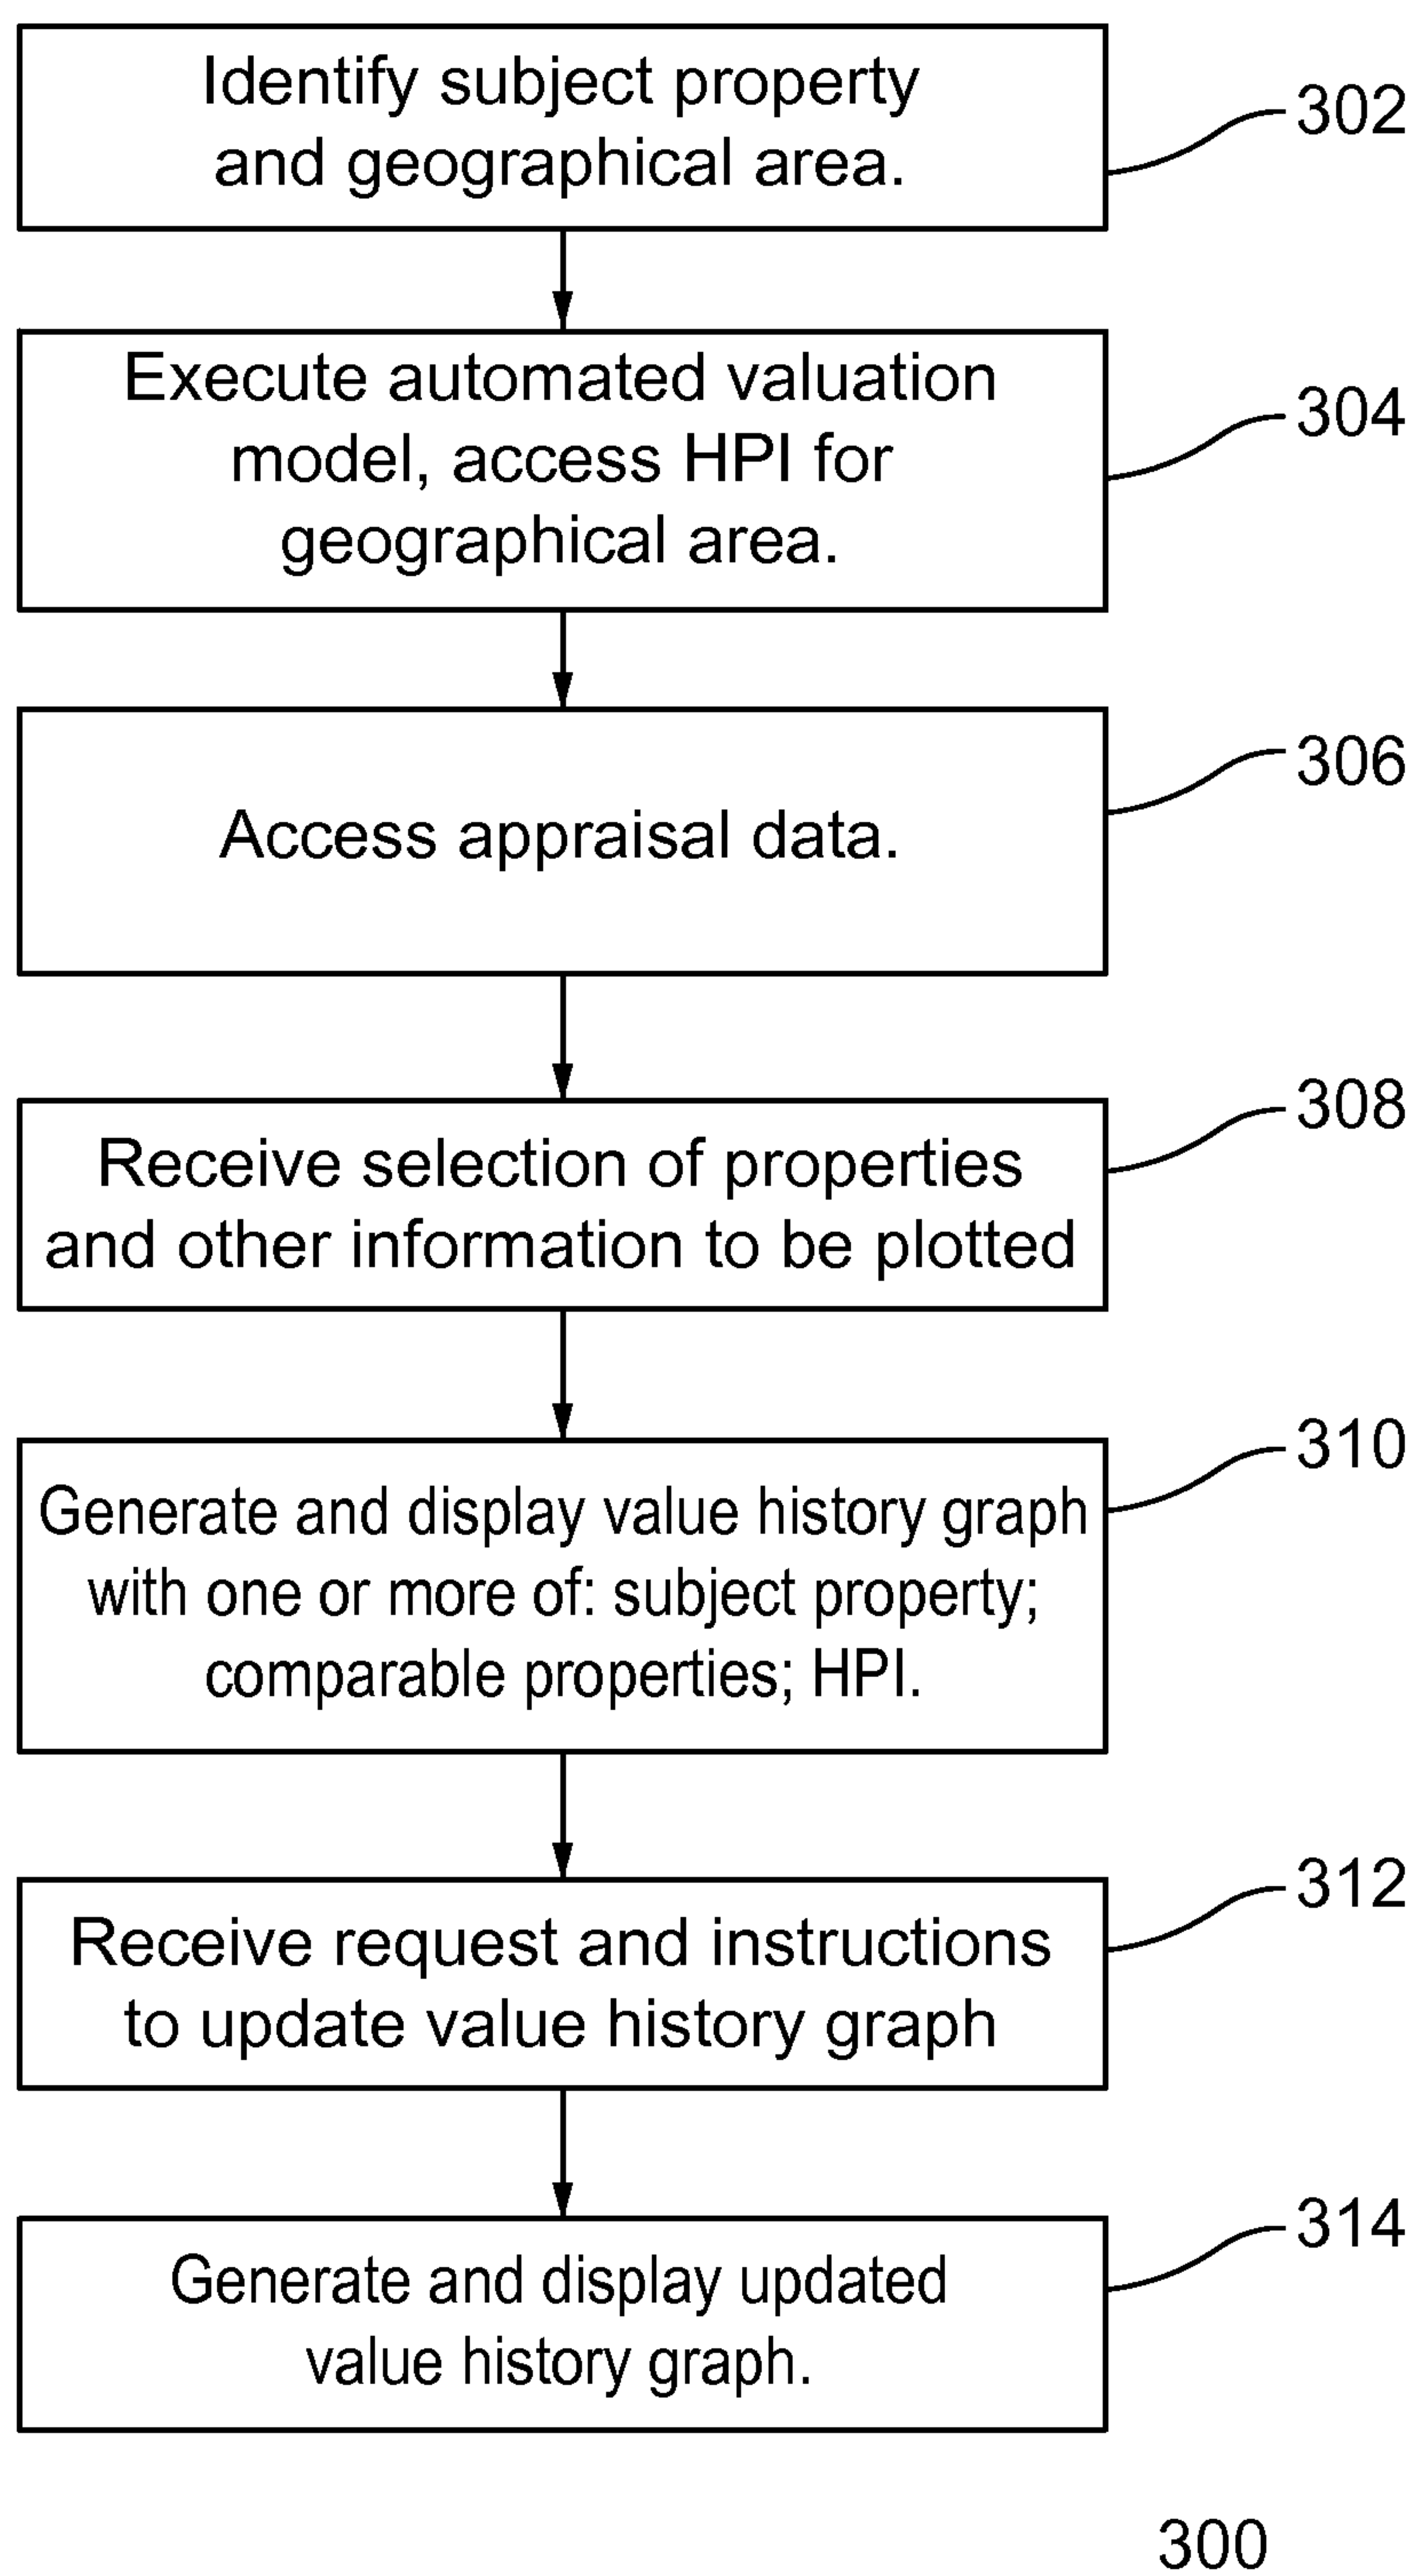 Identify subject property
and geographical area.
302
Execute automated valuation
model, access HPI for
geographical area.
304
Access appraisal data.
306
Receive selection of properties
and other information to be plotted
308
Generate and display value history graph
with one or more of: subject property;
comparable properties; HPI.
310
Receive request and instructions
to update value history graph
312
Generate and display updated
value history graph.
314
300